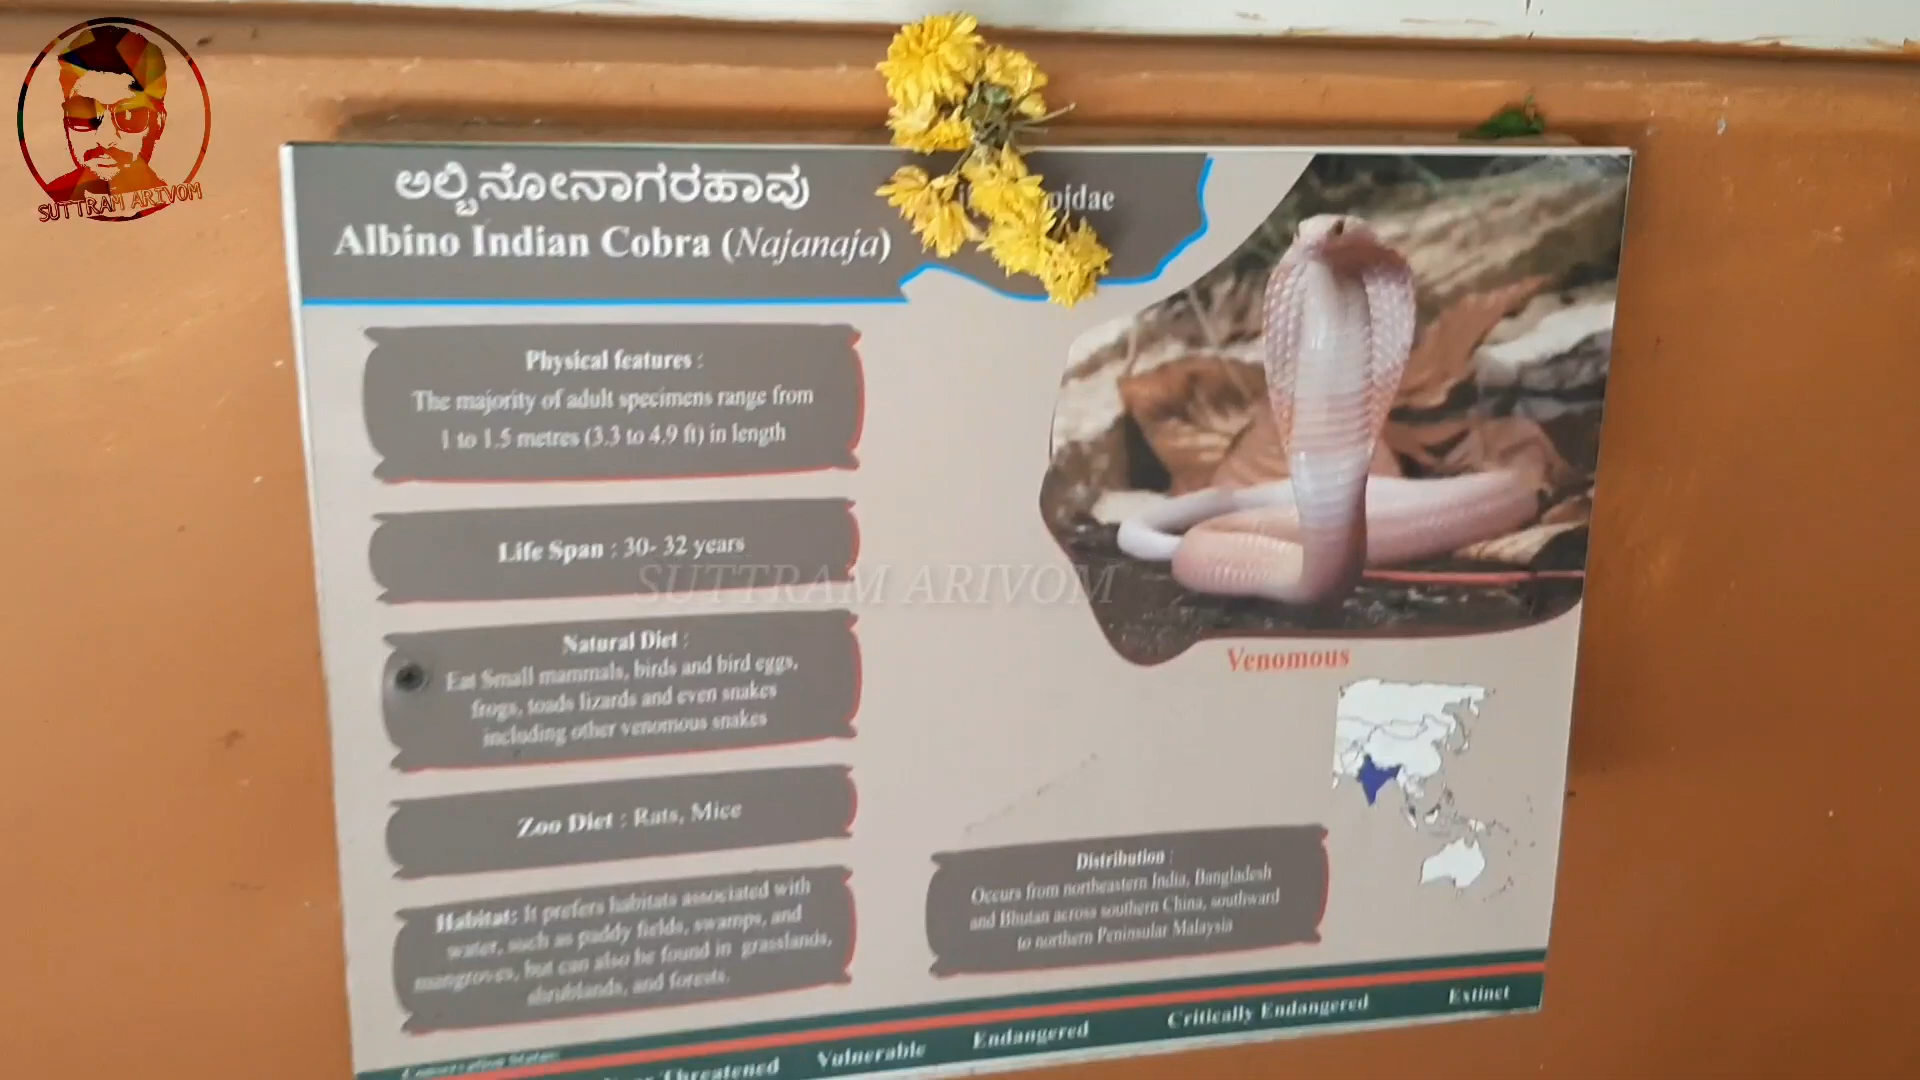 SUTTRAM ARIVOM
ಅಲ್ಬಿನೋನಾಗರಹಾವು
Albino Indian Cobra (Najanaja)
Physical features :
The majority of adult specimens range from
1 to 1.5 metres (3.3 to 4.9 ft) in length
Life Span : 30- 32 years
SUTTRAM ARIVOM
Natural Diet :
Eat Small mammals, birds and bird eggs,
frogs, toads lizards and even snakes
including other venomous snakes
Zoo Diet : Rats, Mice
Habitat: It prefers habitats associated with
water, such as paddy fields, swamps, and
mangroves, but can also be found in grasslands,
shrublands, and forests.
Venomous
Distribution :
Occurs from northeastern India, Bangladesh
and Bhutan across southern China, southward
to northern Peninsular Malaysia
Threatened Vulnerable Endangered Critically Endangered Extinct